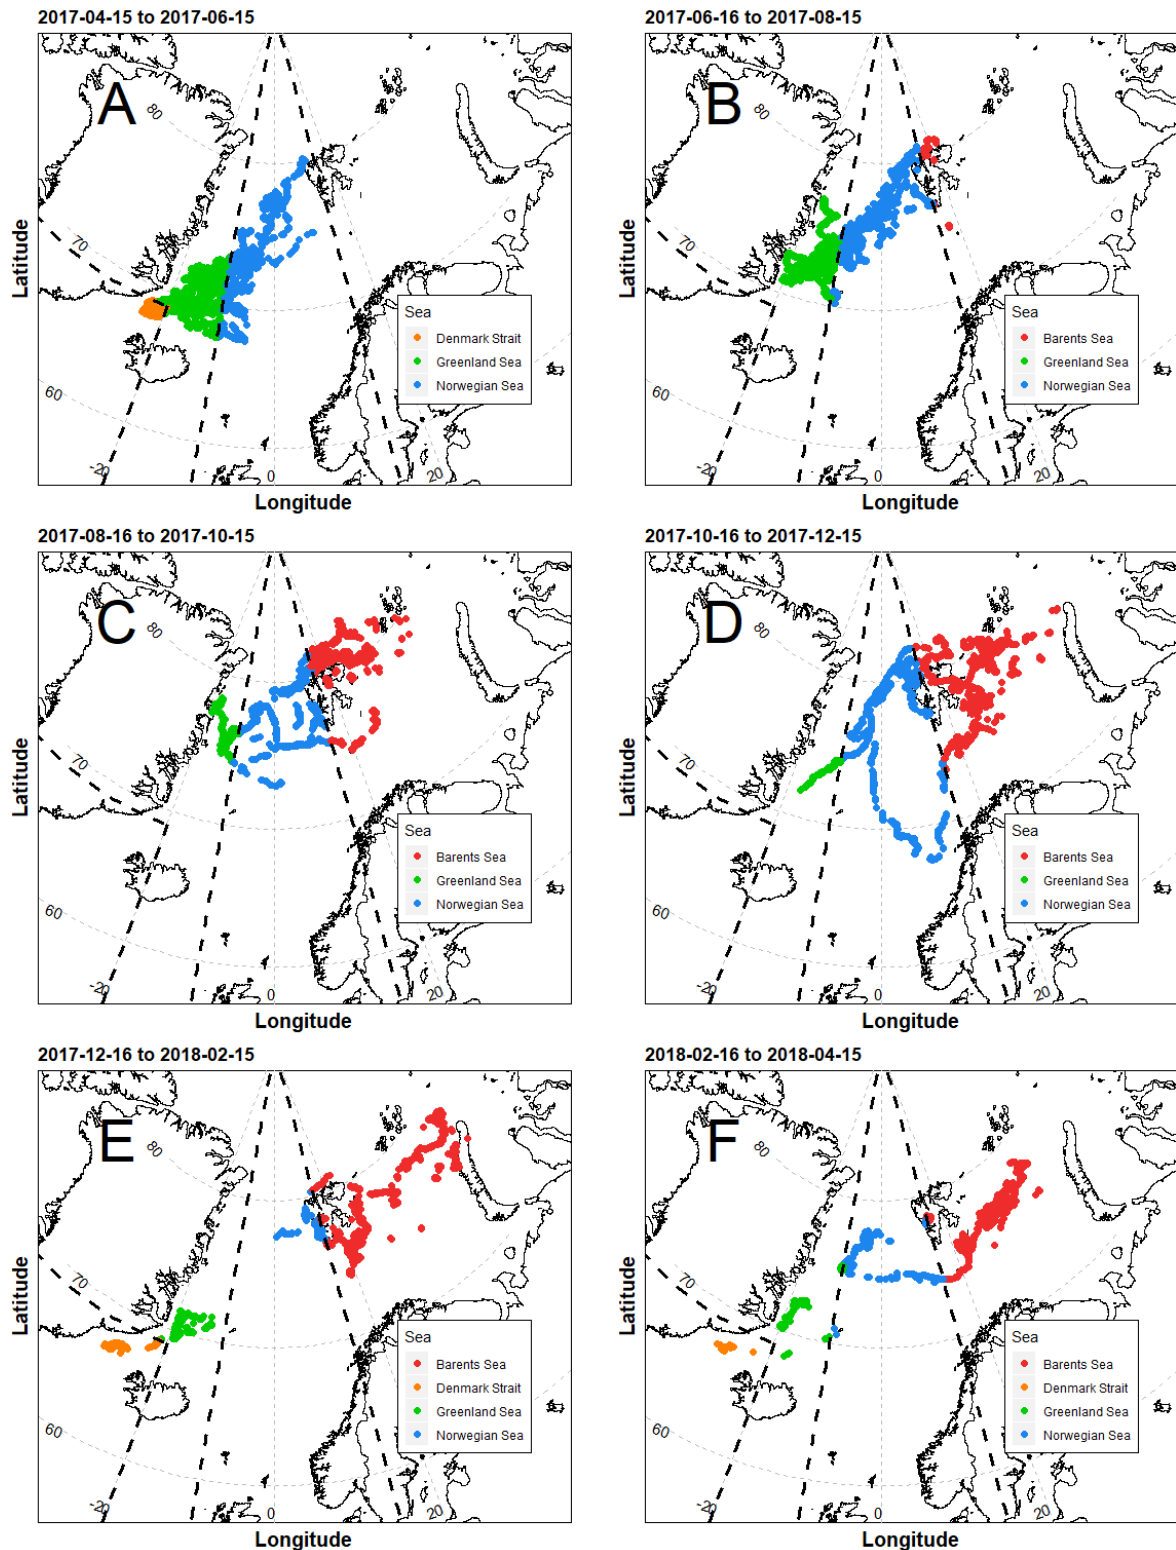 2017-04-15 to 2017-06-15
A
80
70
60
-20
0
20
Latitude
Longitude
Sea
Denmark Strait
Greenland Sea
Norwegian Sea
2017-06-16 to 2017-08-15
B
80
70
60
-20
0
20
Latitude
Longitude
Sea
Barents Sea
Greenland Sea
Norwegian Sea
2017-08-16 to 2017-10-15
C
80
70
60
-20
0
20
Latitude
Longitude
Sea
Barents Sea
Greenland Sea
Norwegian Sea
2017-10-16 to 2017-12-15
D
80
70
60
-20
0
20
Latitude
Longitude
Sea
Barents Sea
Greenland Sea
Norwegian Sea
2017-12-16 to 2018-02-15
E
80
70
60
-20
0
20
Latitude
Longitude
Sea
Barents Sea
Denmark Strait
Greenland Sea
Norwegian Sea
2018-02-16 to 2018-04-15
F
80
70
60
-20
0
20
Latitude
Longitude
Sea
Barents Sea
Denmark Strait
Greenland Sea
Norwegian Sea